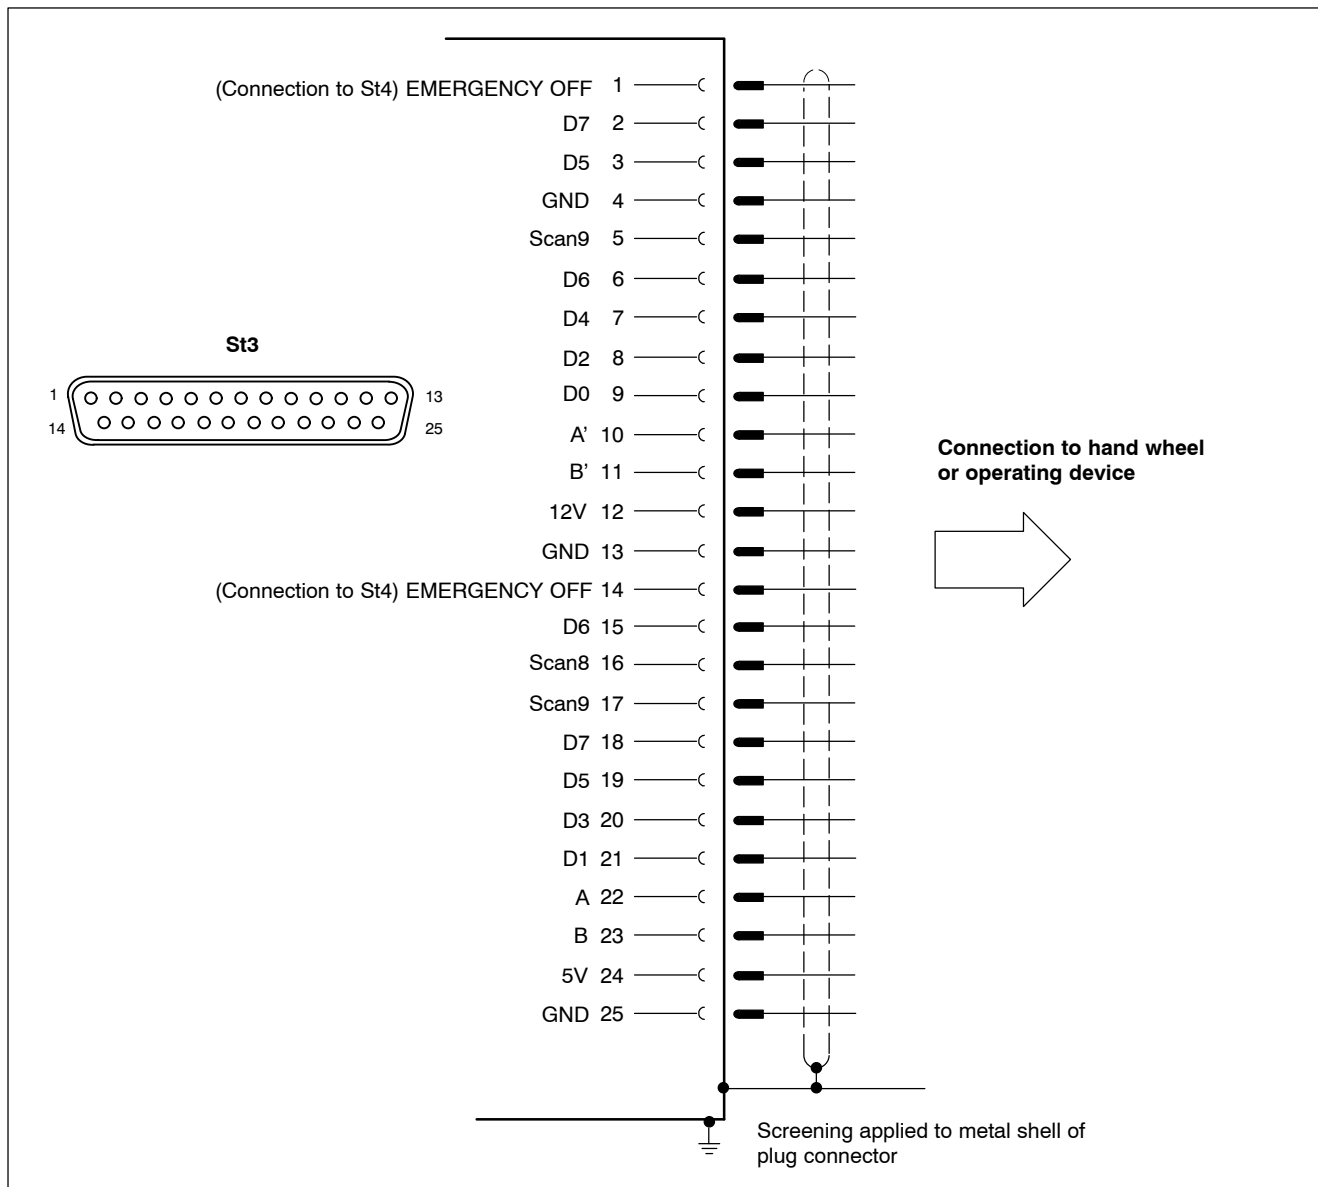 (Connection to St4) EMERGENCY OFF 1
D7 2
D5 3
GND 4
Scan9 5
D6 6
D4 7
D2 8
D0 9
A' 10
B' 11
12V 12
GND 13
(Connection to St4) EMERGENCY OFF 14
D6 15
Scan8 16
Scan9 17
D7 18
D5 19
D3 20
D1 21
A 22
B 23
5V 24
GND 25
St3
1 13
14 25
Connection to hand wheel
or operating device
Screening applied to metal shell of
plug connector